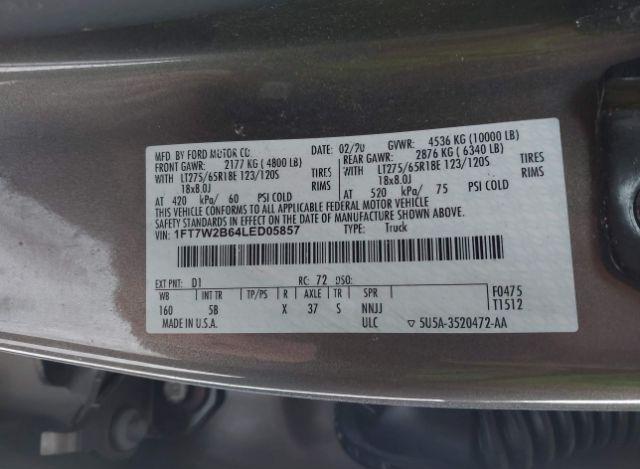 MFD BY FORD MOTOR CO. DATE: 02/20 GVWR: 4536 KG (10000 LB)
FRONT GAWR: 2177 KG ( 4800 LB) REAR GAWR: 2876 KG ( 6340 LB)
WITH LT275/65R18E 123/120S TIRES WITH LT275/65R18E 123/120S TIRES
18x8.0J RIMS 18x8.0J RIMS
AT 420 kPa/ 60 PSI COLD AT 520 kPa/ 75 PSI COLD
THIS VEHICLE CONFORMS TO ALL APPLICABLE FEDERAL MOTOR VEHICLE
SAFETY STANDARDS IN EFFECT ON THE DATE OF MANUFACTURE SHOWN ABOVE.
VIN: 1FT7W2B64LED05857 TYPE: Truck
EXT PNT: D1 RC: 72 DSO: F0475
WB INT TR TP/PS R AXLE TR SPR T1512
160 5B X 37 S NNJJ
MADE IN U.S.A. ULC ▽ 5U5A-3520472-AA